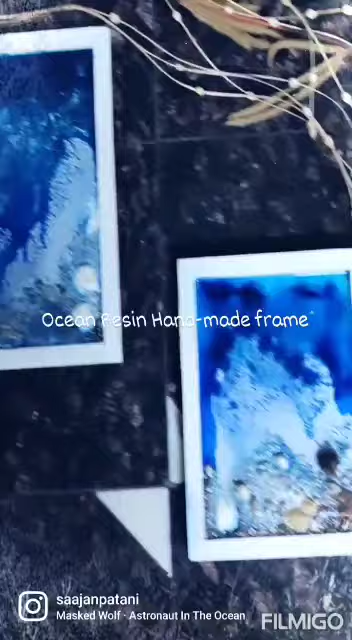 Ocean Resin Hand-made frame
saajanpatani
Masked Wolf · Astronaut In The Ocean
FILMIGO